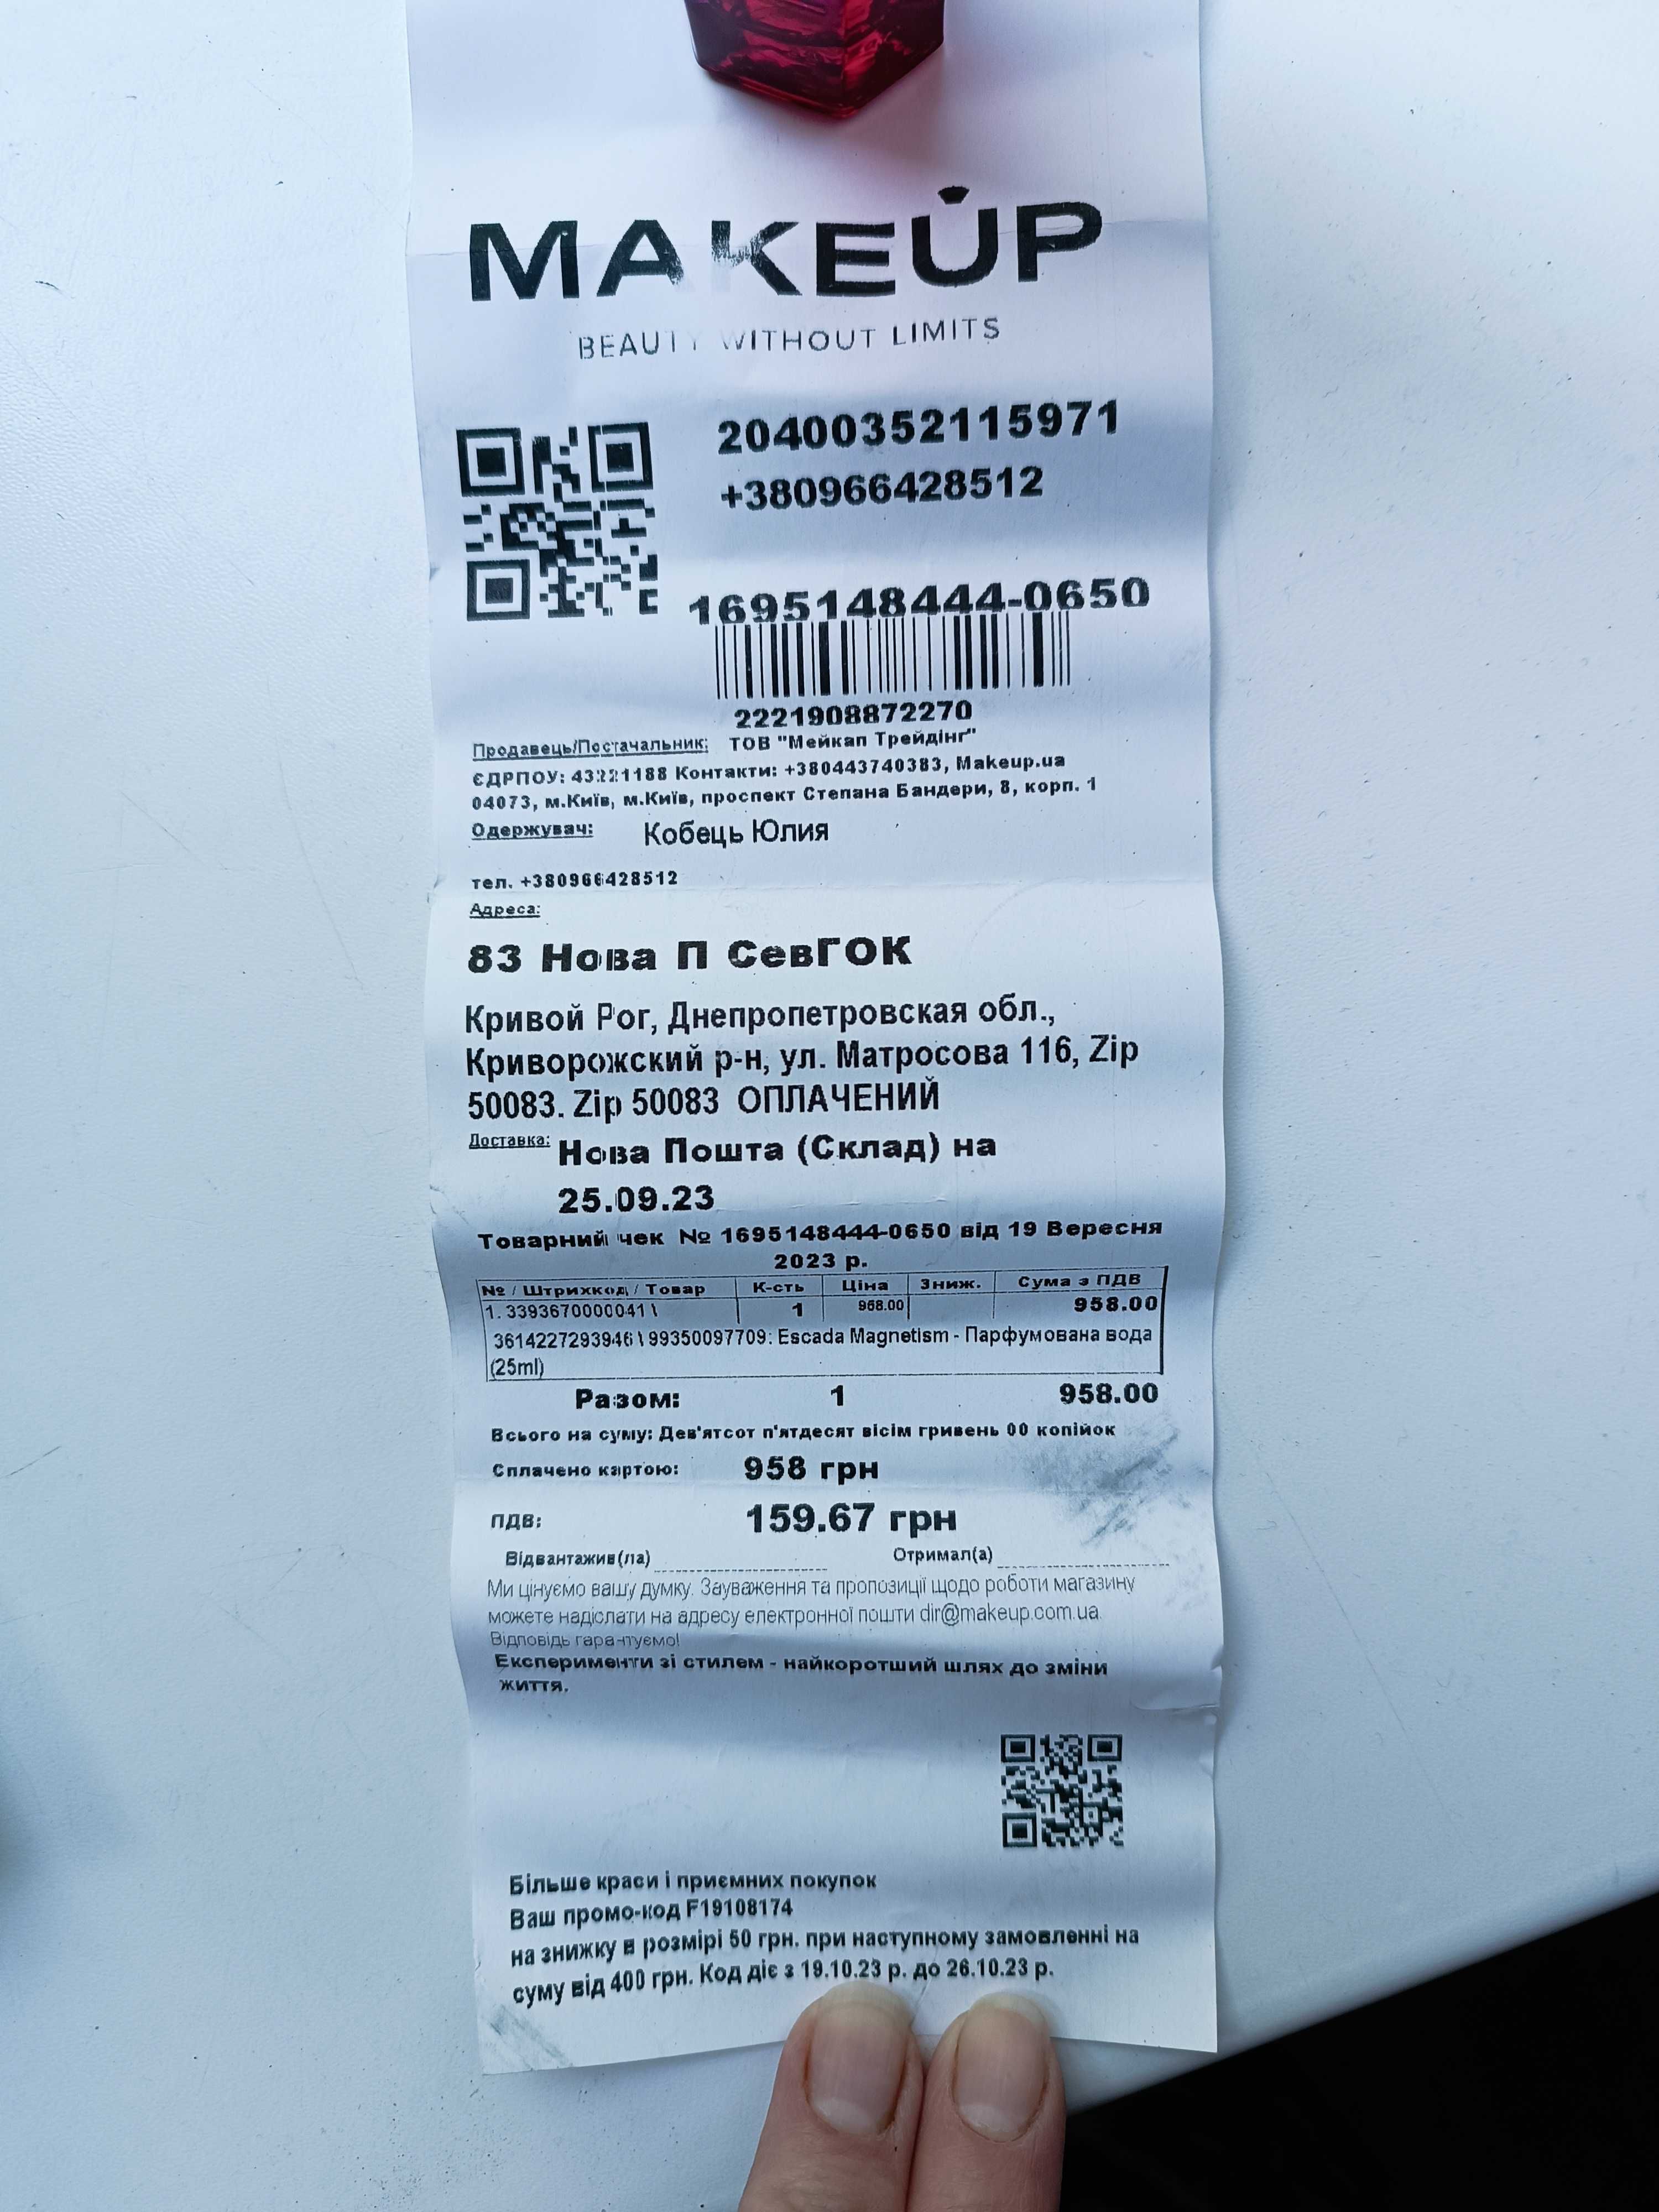 MAKEUP
BEAUTY WITHOUT LIMITS
20400352115971
+380966428512
1695148444-0650
2221908872270
Продавець/Постачальник: ТОВ "Мейкап Трейдінг"
ЄДРПОУ: 43221188 Контакти: +380443740383, Makeup.ua
04073, м.Київ, м.Київ, проспект Степана Бандери, 8, корп. 1
Одержувач: Кобець Юлия
тел. +380966428512
Адреса:
83 Нова П СевГОК
Кривой Рог, Днепропетровская обл.,
Криворожский р-н, ул. Матросова 116, Zip
50083. Zip 50083 ОПЛАЧЕНИЙ
Доставка: Нова Пошта (Склад) на
25.09.23
Товарний чек № 1695148444-0650 від 19 Вересня
2023 р.
№ / Штрихкод / Товар К-сть Ціна Зниж. Сума з ПДВ
1. 3393670000041 \ 1 958.00 958.00
3614227293946 \ 99350097709: Escada Magnetism - Парфумована вода
(25ml)
Разом: 1 958.00
Всього на суму: Дев'ятсот п'ятдесят вісім гривень 00 копійок
Сплачено картою: 958 грн
ПДВ: 159.67 грн
Відвантажив(ла) Отримал(а)
Ми цінуємо вашу думку. Зауваження та пропозиції щодо роботи магазину
можете надіслати на адресу електронної пошти dir@makeup.com.ua.
Відповідь гарантуємо!
Експерименти зі стилем - найкоротший шлях до зміни
життя.
Більше краси і приємних покупок
Ваш промо-код F19108174
на знижку в розмірі 50 грн. при наступному замовленні на
суму від 400 грн. Код діє з 19.10.23 р. до 26.10.23 р.